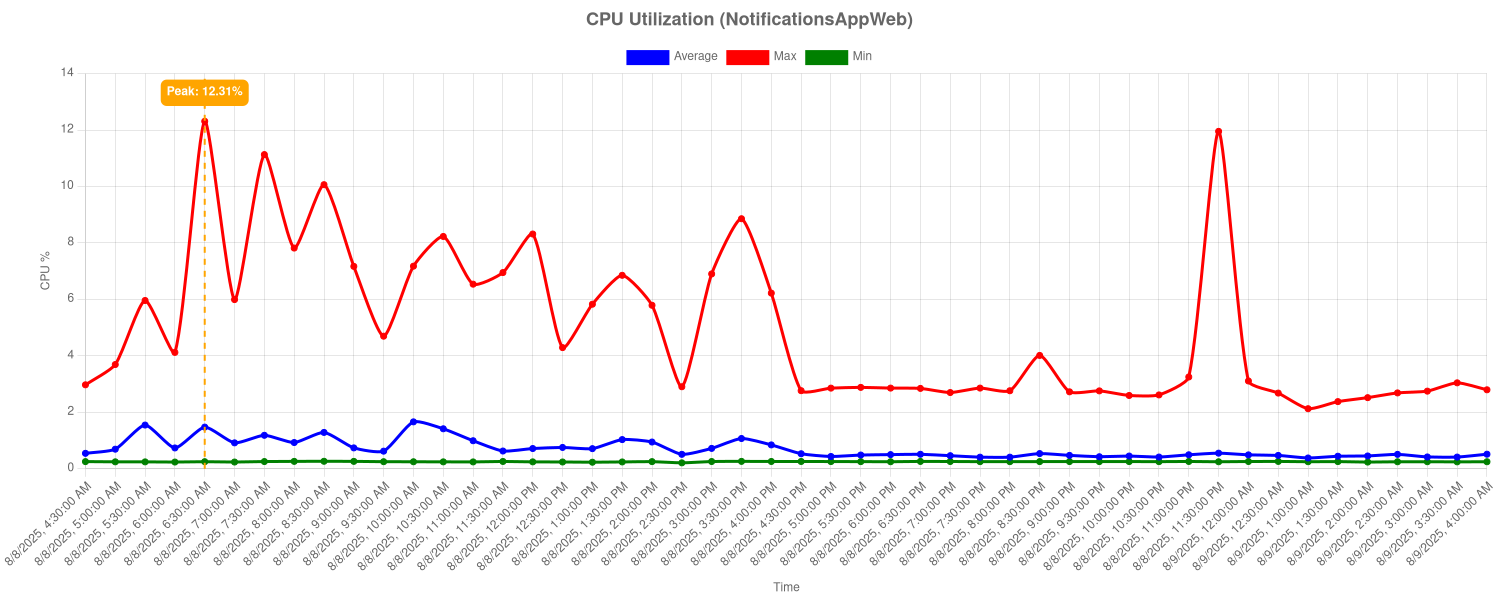 CPU Utilization (NotificationsAppWeb)
Average Max Min
14
Peak: 12.31%
12
10
8
CPU %
6
4
2
0
8/8/2025, 4:30:00 AM
8/8/2025, 5:00:00 AM
8/8/2025, 5:30:00 AM
8/8/2025, 6:00:00 AM
8/8/2025, 6:30:00 AM
8/8/2025, 7:00:00 AM
8/8/2025, 7:30:00 AM
8/8/2025, 8:00:00 AM
8/8/2025, 8:30:00 AM
8/8/2025, 9:00:00 AM
8/8/2025, 9:30:00 AM
8/8/2025, 10:00:00 AM
8/8/2025, 10:30:00 AM
8/8/2025, 11:00:00 AM
8/8/2025, 11:30:00 AM
8/8/2025, 12:00:00 PM
8/8/2025, 12:30:00 PM
8/8/2025, 1:00:00 PM
8/8/2025, 1:30:00 PM
8/8/2025, 2:00:00 PM
8/8/2025, 2:30:00 PM
8/8/2025, 3:00:00 PM
8/8/2025, 3:30:00 PM
8/8/2025, 4:00:00 PM
8/8/2025, 4:30:00 PM
8/8/2025, 5:00:00 PM
8/8/2025, 5:30:00 PM
8/8/2025, 6:00:00 PM
8/8/2025, 6:30:00 PM
8/8/2025, 7:00:00 PM
8/8/2025, 7:30:00 PM
8/8/2025, 8:00:00 PM
8/8/2025, 8:30:00 PM
8/8/2025, 9:00:00 PM
8/8/2025, 9:30:00 PM
8/8/2025, 10:00:00 PM
8/8/2025, 10:30:00 PM
8/8/2025, 11:00:00 PM
8/8/2025, 11:30:00 PM
8/9/2025, 12:00:00 AM
8/9/2025, 12:30:00 AM
8/9/2025, 1:00:00 AM
8/9/2025, 1:30:00 AM
8/9/2025, 2:00:00 AM
8/9/2025, 2:30:00 AM
8/9/2025, 3:00:00 AM
8/9/2025, 3:30:00 AM
8/9/2025, 4:00:00 AM
Time